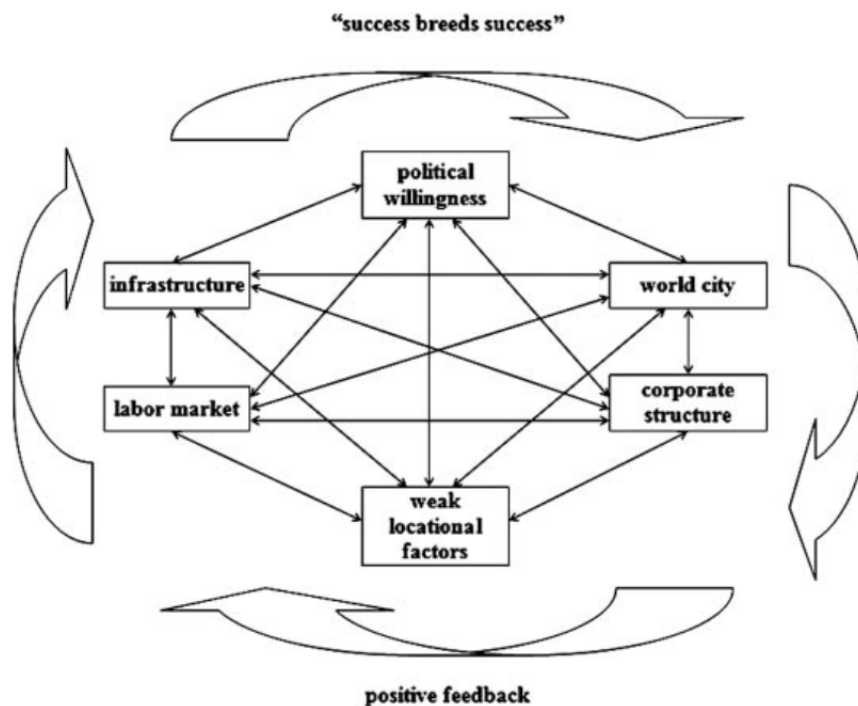 “success breeds success”
political
willingness
infrastructure
world city
labor market
corporate
structure
weak
locational
factors
positive feedback